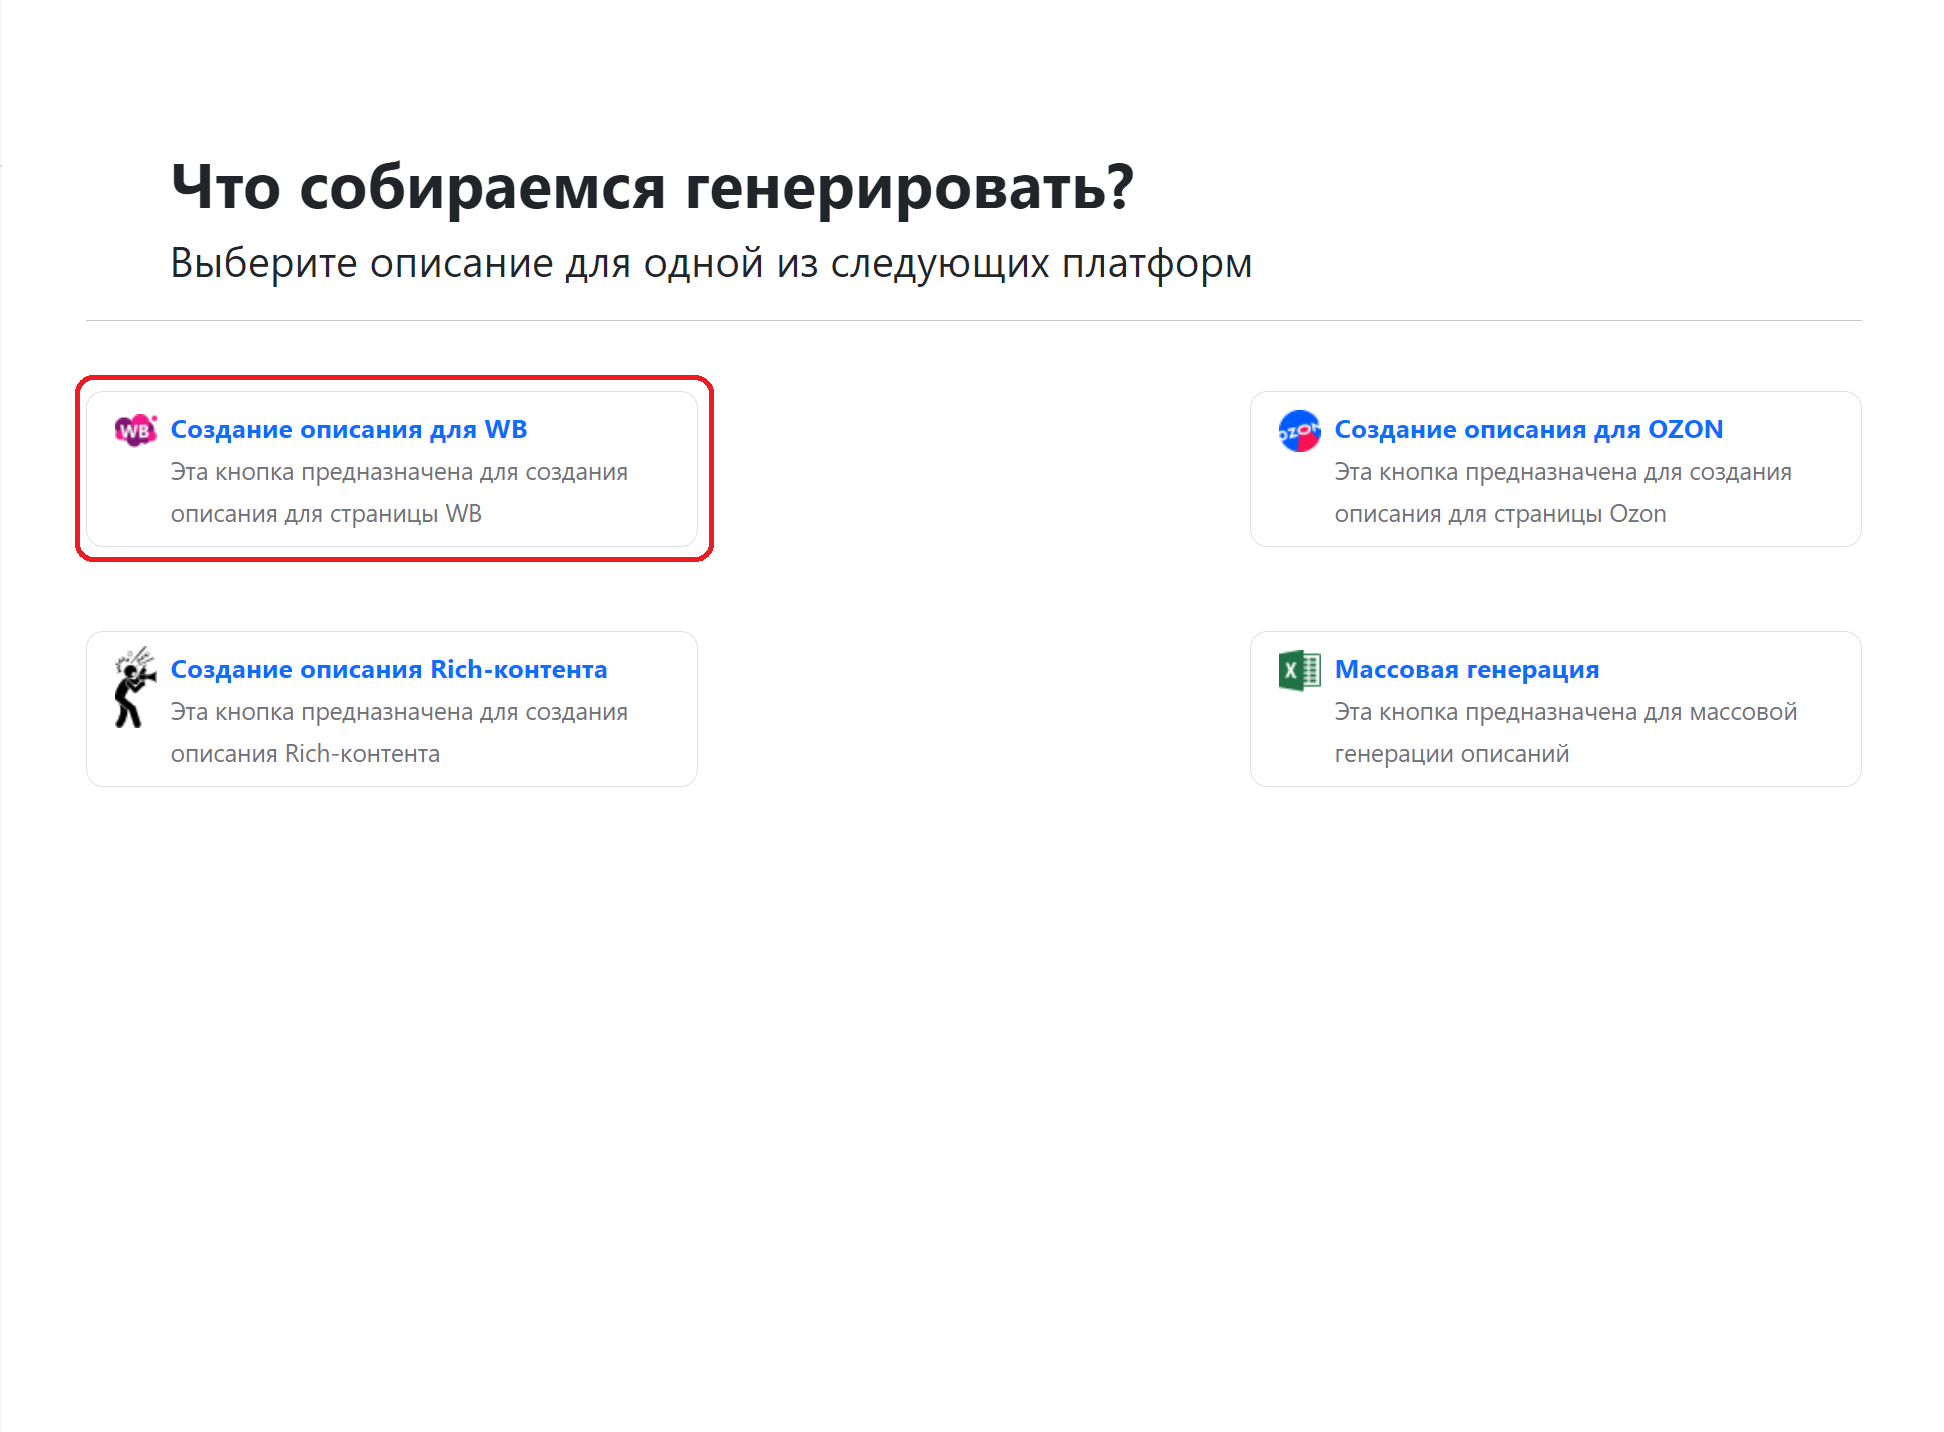 Что собираемся генерировать?
Выберите описание для одной из следующих платформ
WB
Создание описания для WB
Эта кнопка предназначена для создания
описания для страницы WB
OZON
Создание описания для OZON
Эта кнопка предназначена для создания
описания для страницы Ozon
Создание описания Rich-контента
Эта кнопка предназначена для создания
описания Rich-контента
X
Массовая генерация
Эта кнопка предназначена для массовой
генерации описаний